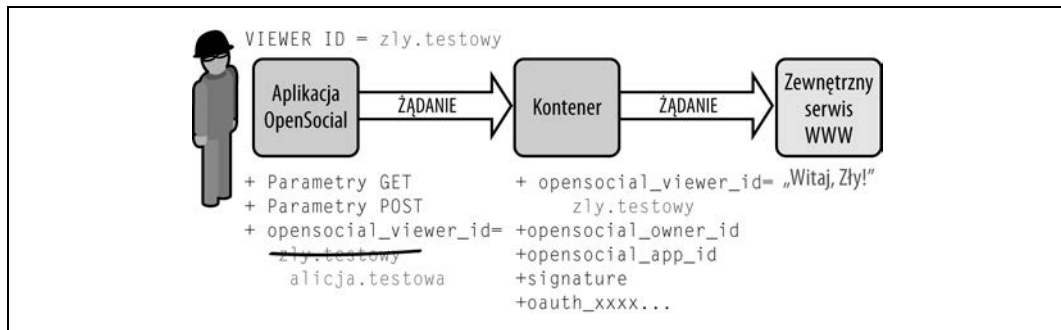 VIEWER ID = zly.testowy
Aplikacja
OpenSocial
ŻĄDANIE
Kontener
ŻĄDANIE
Zewnętrzny
serwis
WWW
+ Parametry GET
+ Parametry POST
+ opensocial_viewer_id=
zly.testowy
alicja.testowa
+ opensocial_viewer_id=
zly.testowy
+opensocial_owner_id
+opensocial_app_id
+signature
+oauth_xxxx...
„Witaj, Zły!”